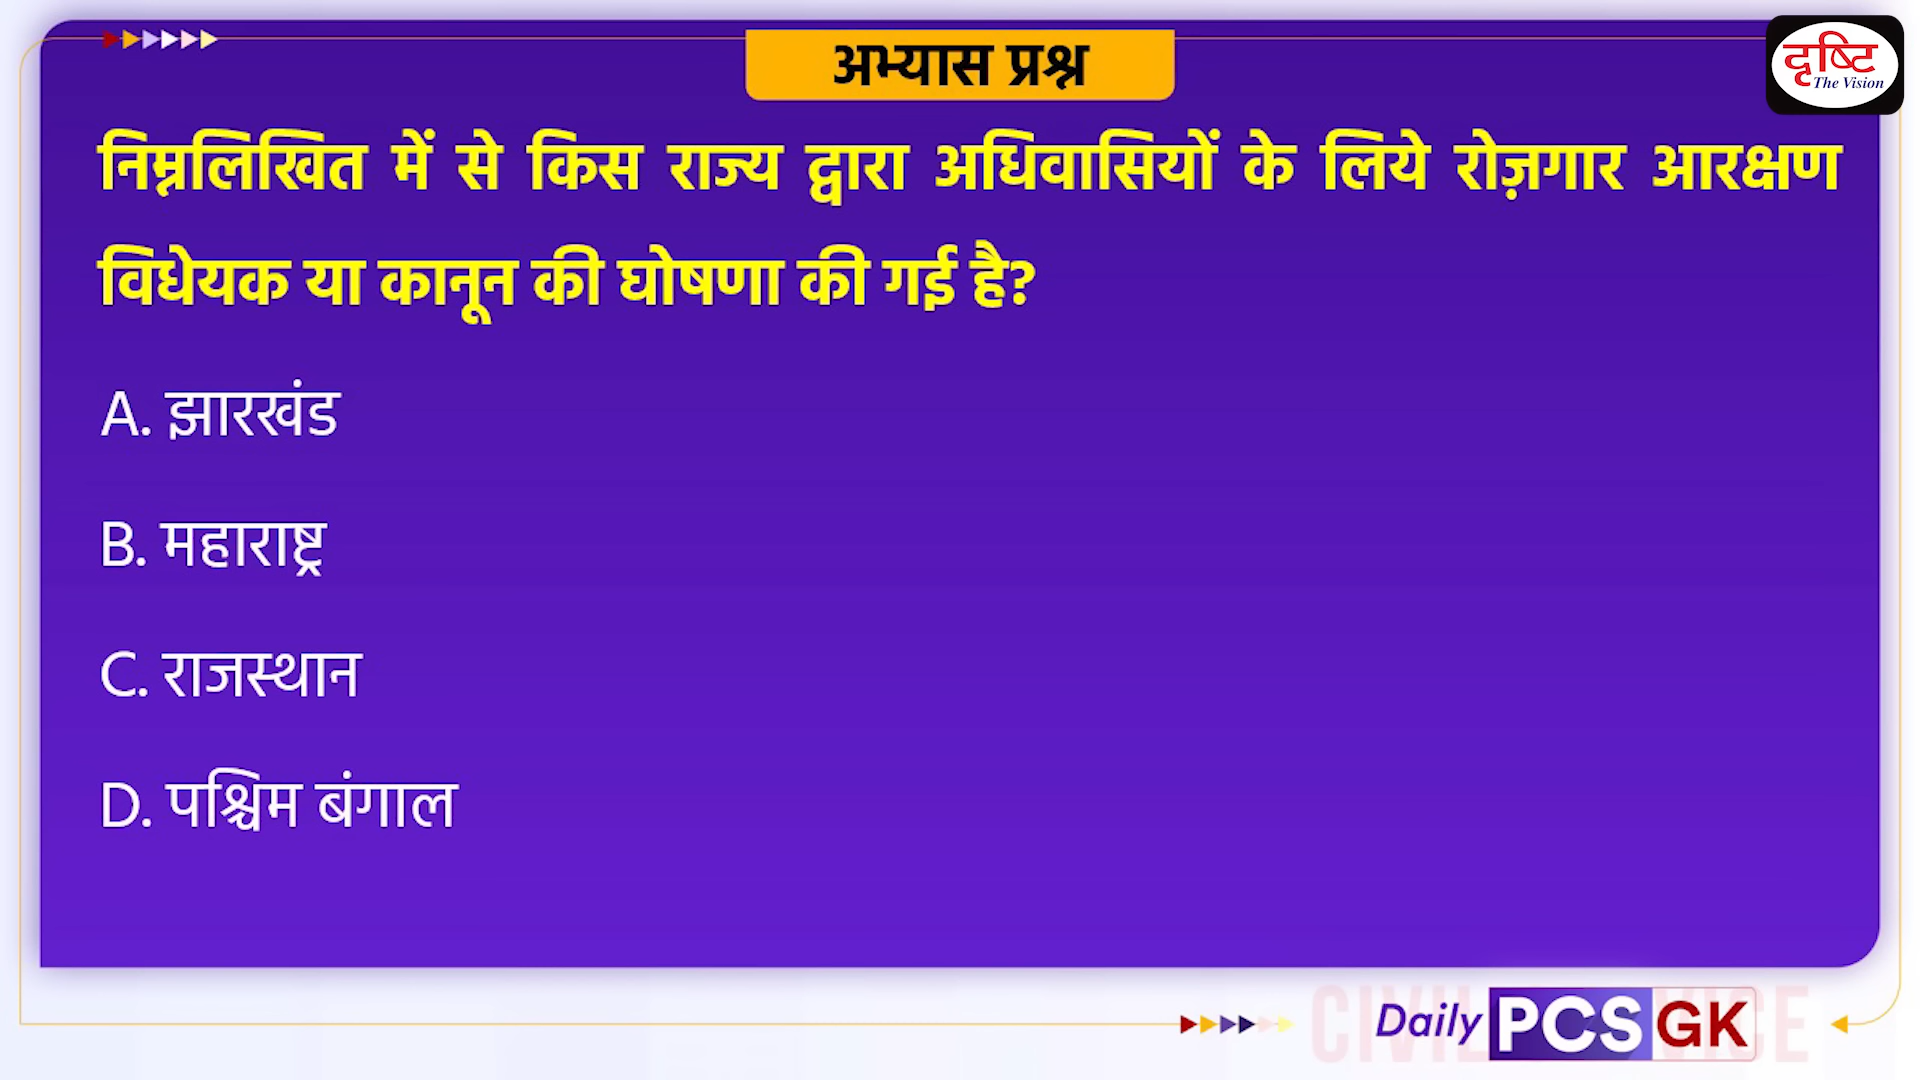 अभ्यास प्रश्न
दृष्टि
The Vision
निम्नलिखित में से किस राज्य द्वारा अधिवासियों के लिये रोज़गार आरक्षण
विधेयक या कानून की घोषणा की गई है?
A. झारखंड
B. महाराष्ट्र
C. राजस्थान
D. पश्चिम बंगाल
Daily PCS GK